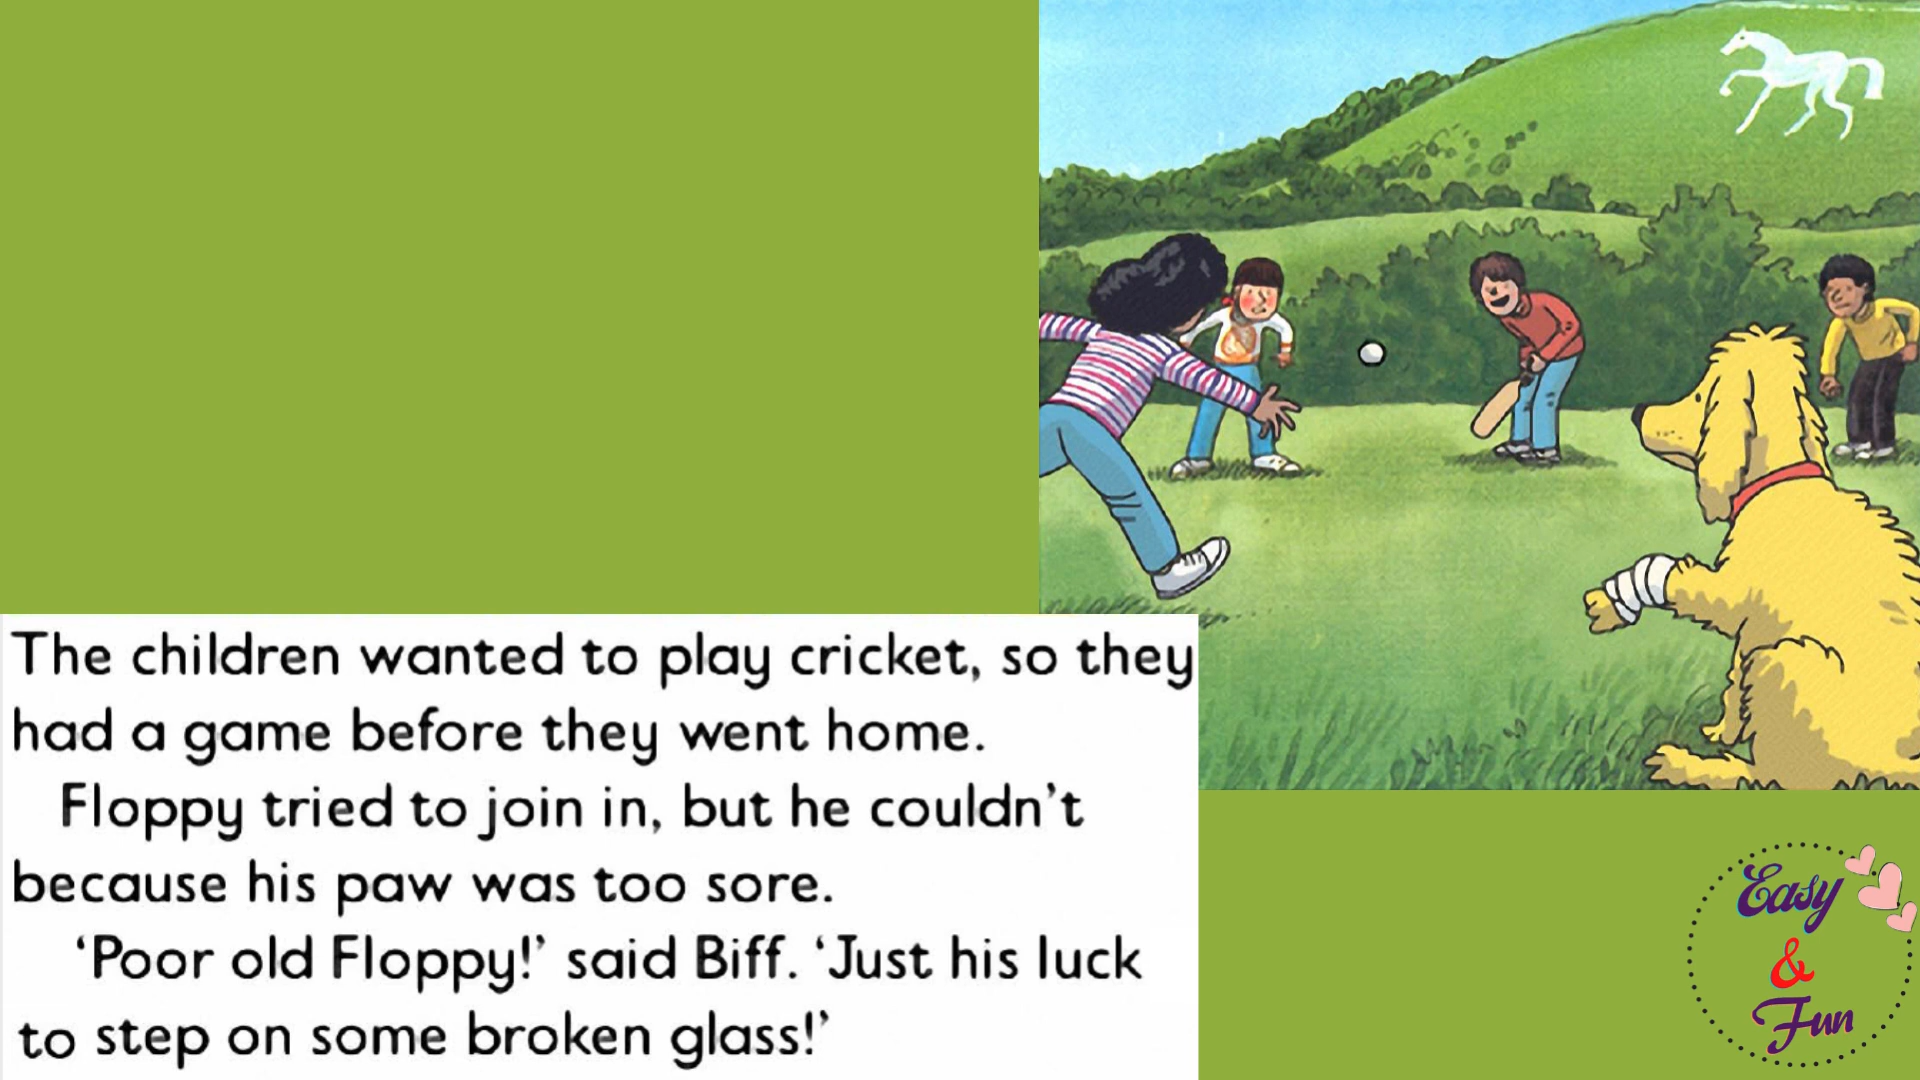 The children wanted to play cricket, so they
had a game before they went home.
Floppy tried to join in, but he couldn't
because his paw was too sore.
‘Poor old Floppy!’ said Biff. ‘Just his luck
to step on some broken glass!’
Easy
&
Fun